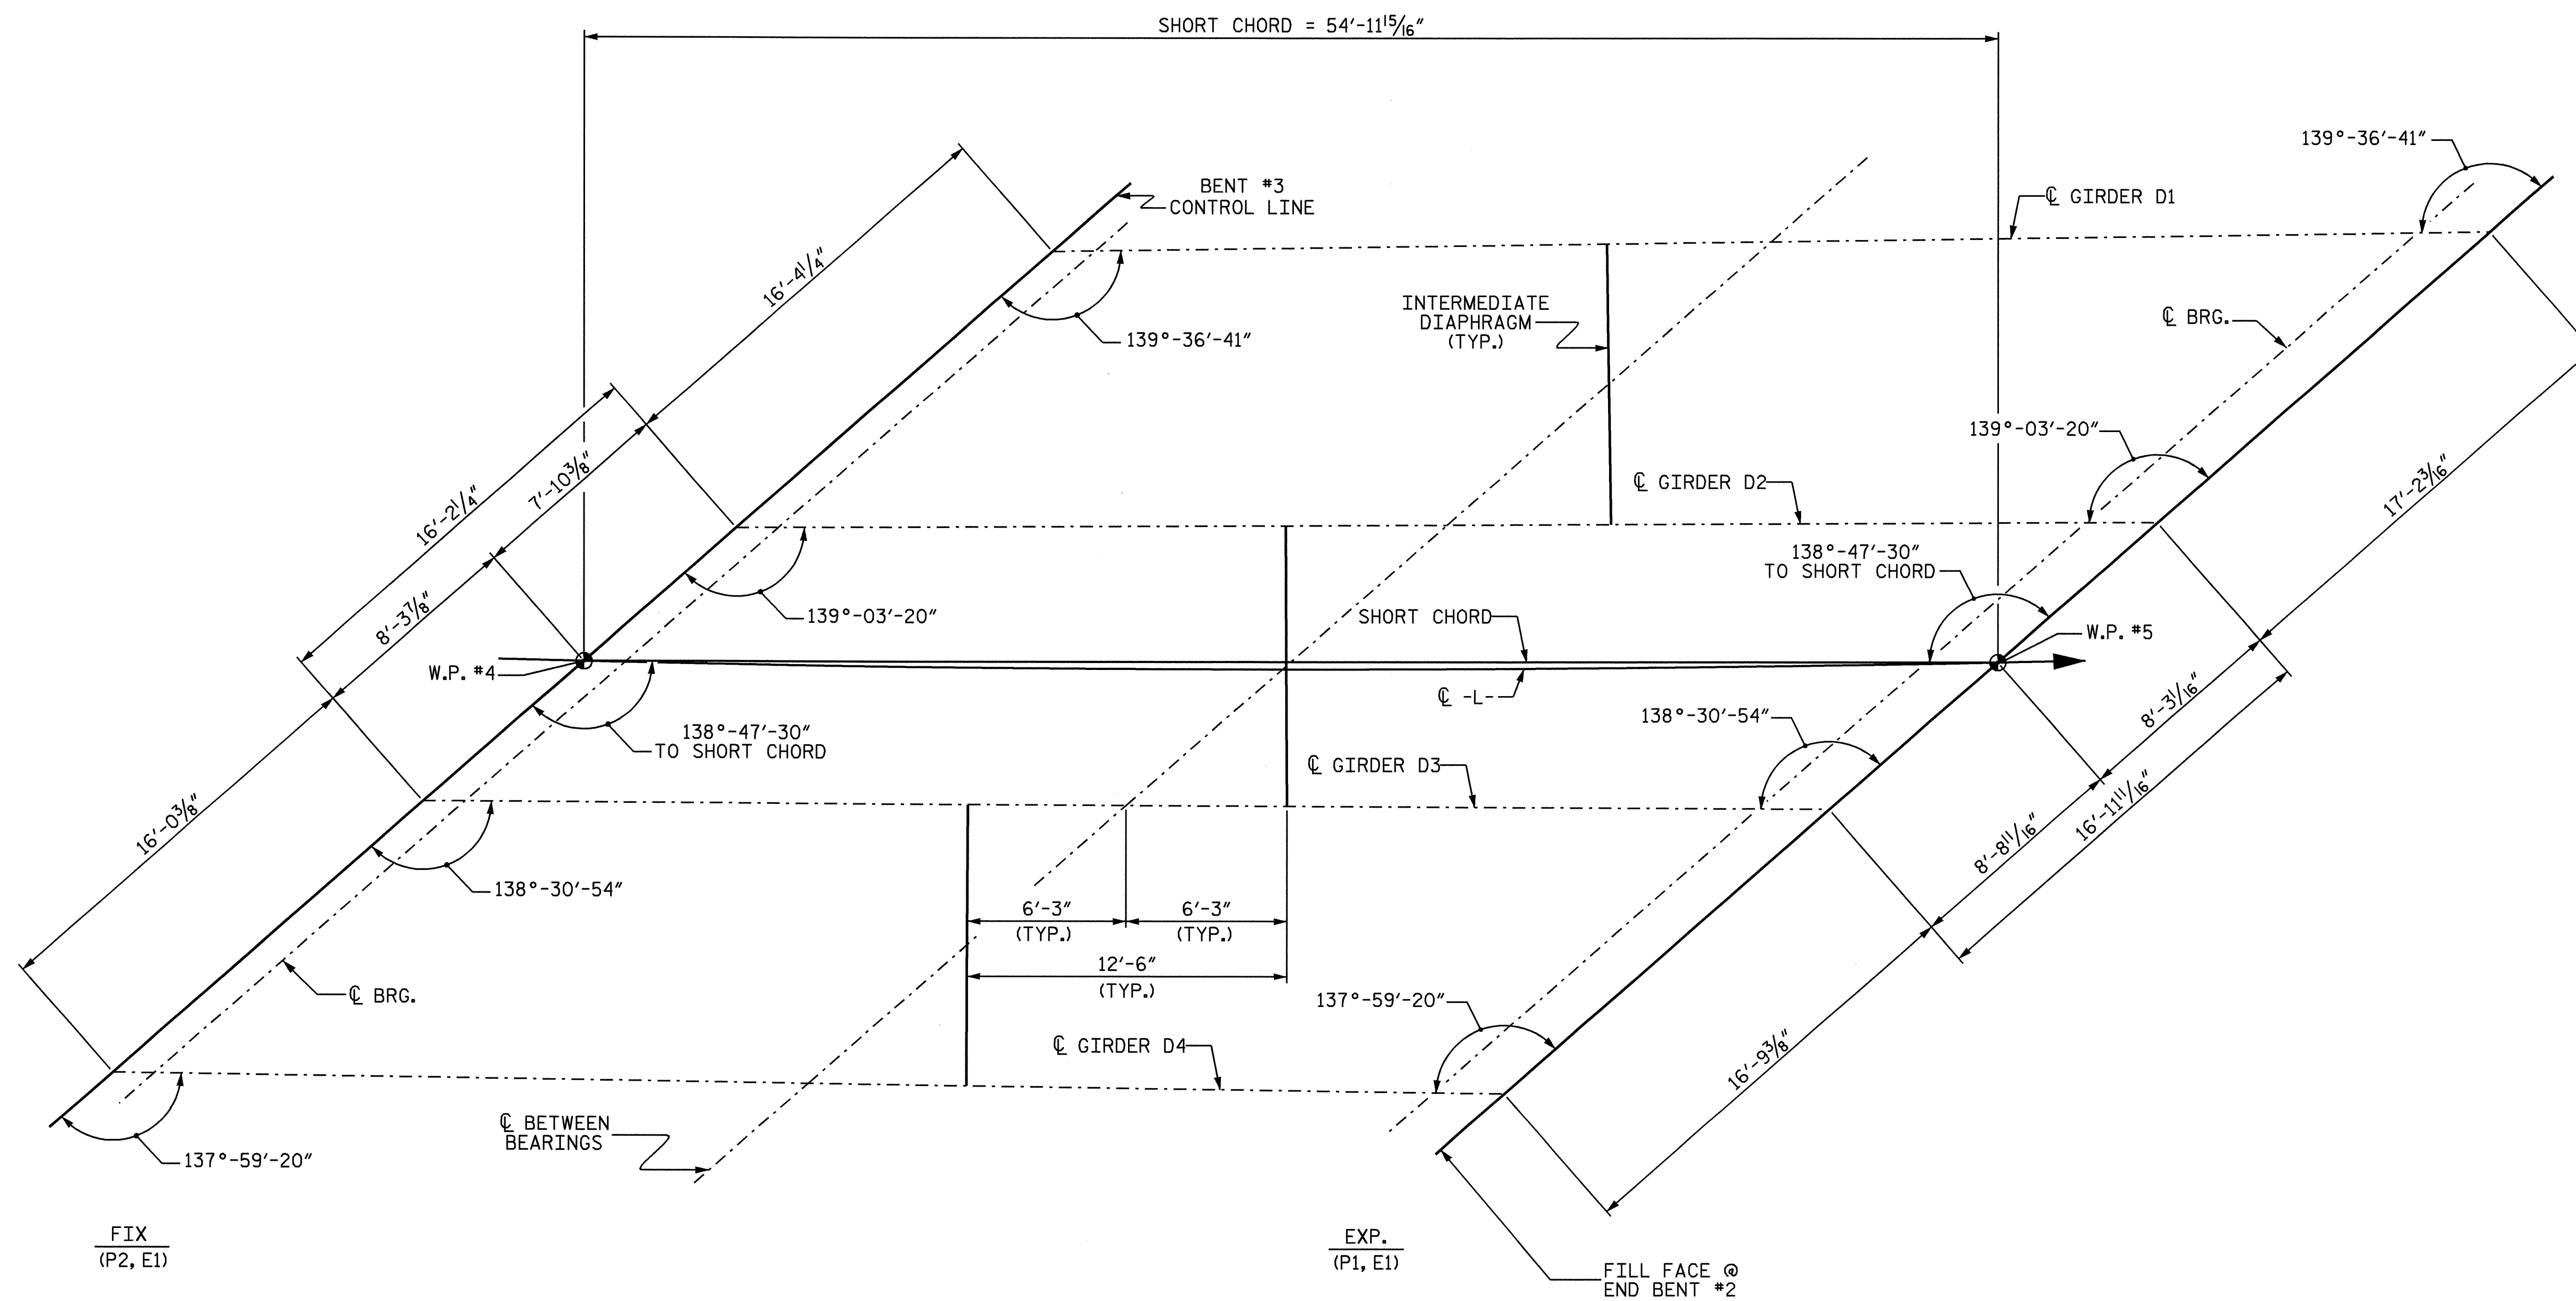 SHORT CHORD = 54'-11 15/16"
139°-36'-41"
BENT #3
CONTROL LINE
℄ GIRDER D1
16'-4 1/4"
INTERMEDIATE
DIAPHRAGM
(TYP.)
℄ BRG.
139°-36'-41"
139°-03'-20"
7'-10 3/8"
16'-2 1/4"
℄ GIRDER D2
17'-2 3/16"
138°-47'-30"
TO SHORT CHORD
8'-3 7/8"
139°-03'-20"
SHORT CHORD
W.P. #5
W.P. #4
℄ -L-
8'-3 1/16"
138°-30'-54"
138°-47'-30"
TO SHORT CHORD
℄ GIRDER D3
16'-0 3/8"
16'-11 11/16"
8'-8 11/16"
138°-30'-54"
6'-3"
(TYP.)
6'-3"
(TYP.)
12'-6"
(TYP.)
℄ BRG.
137°-59'-20"
℄ GIRDER D4
16'-9 3/8"
℄ BETWEEN
BEARINGS
137°-59'-20"
FIX
(P2, E1)
EXP.
(P1, E1)
FILL FACE @
END BENT #2